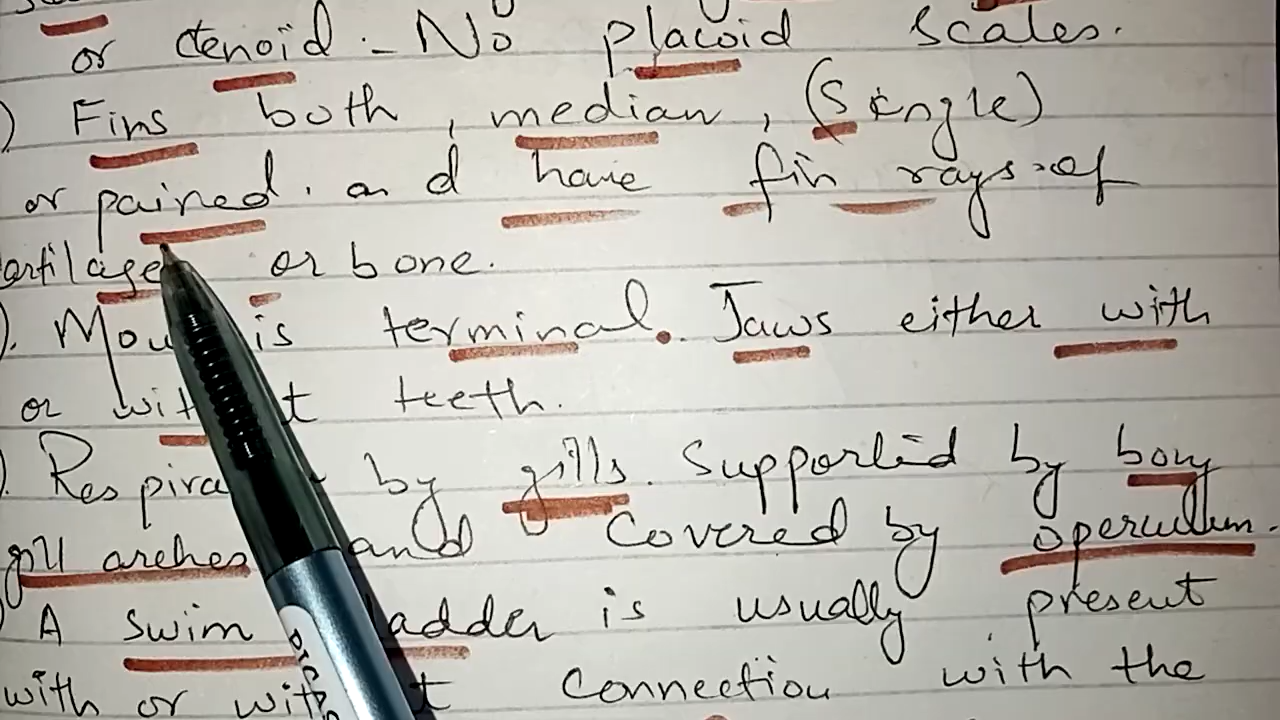 or ctenoid. No placoid scales.
) Fins both , median, (Single)
or paired. and have fin rays of
artilage or bone.
). Mou is terminal. Jaws either with
or wit t teeth.
). Respira by gills. Supported by bony
gill arches and Covered by operculum.
) A swim ladder is usually present
with or wit t Connection with the